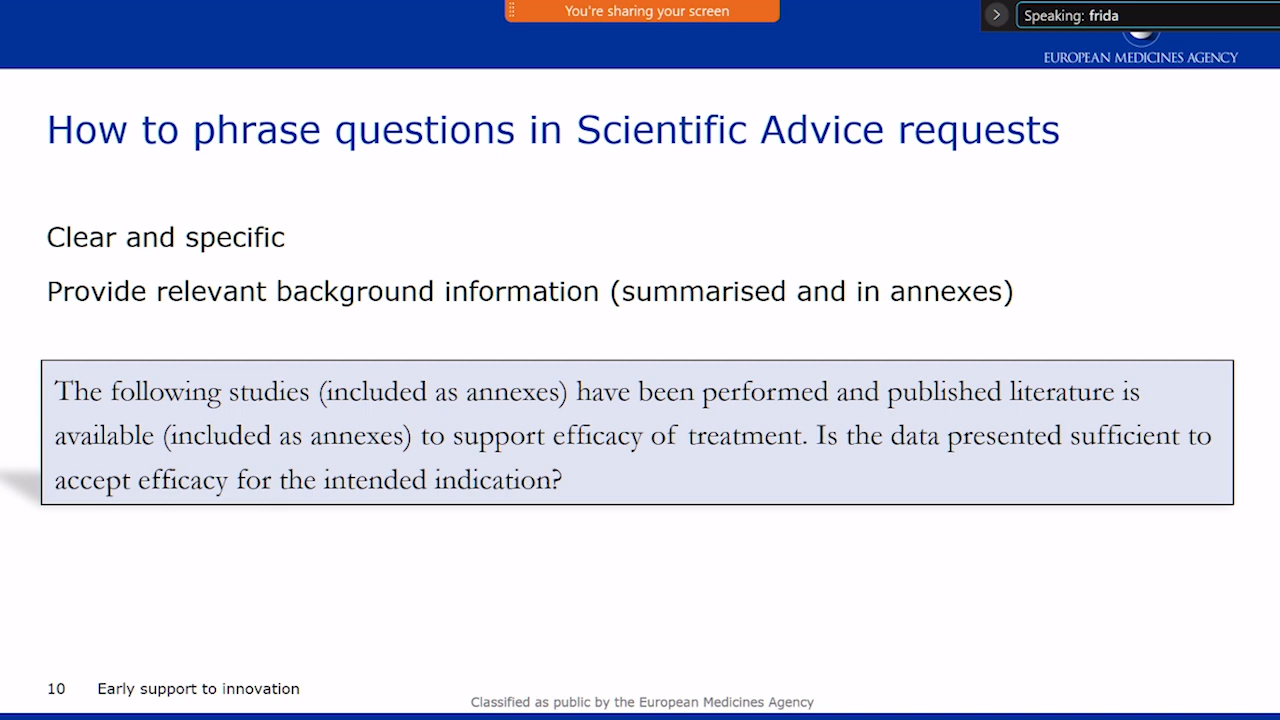 You're sharing your screen
Speaking: frida
EUROPEAN MEDICINES AGENCY
How to phrase questions in Scientific Advice requests
Clear and specific
Provide relevant background information (summarised and in annexes)
The following studies (included as annexes) have been performed and published literature is
available (included as annexes) to support efficacy of treatment. Is the data presented sufficient to
accept efficacy for the intended indication?
10 Early support to innovation
Classified as public by the European Medicines Agency